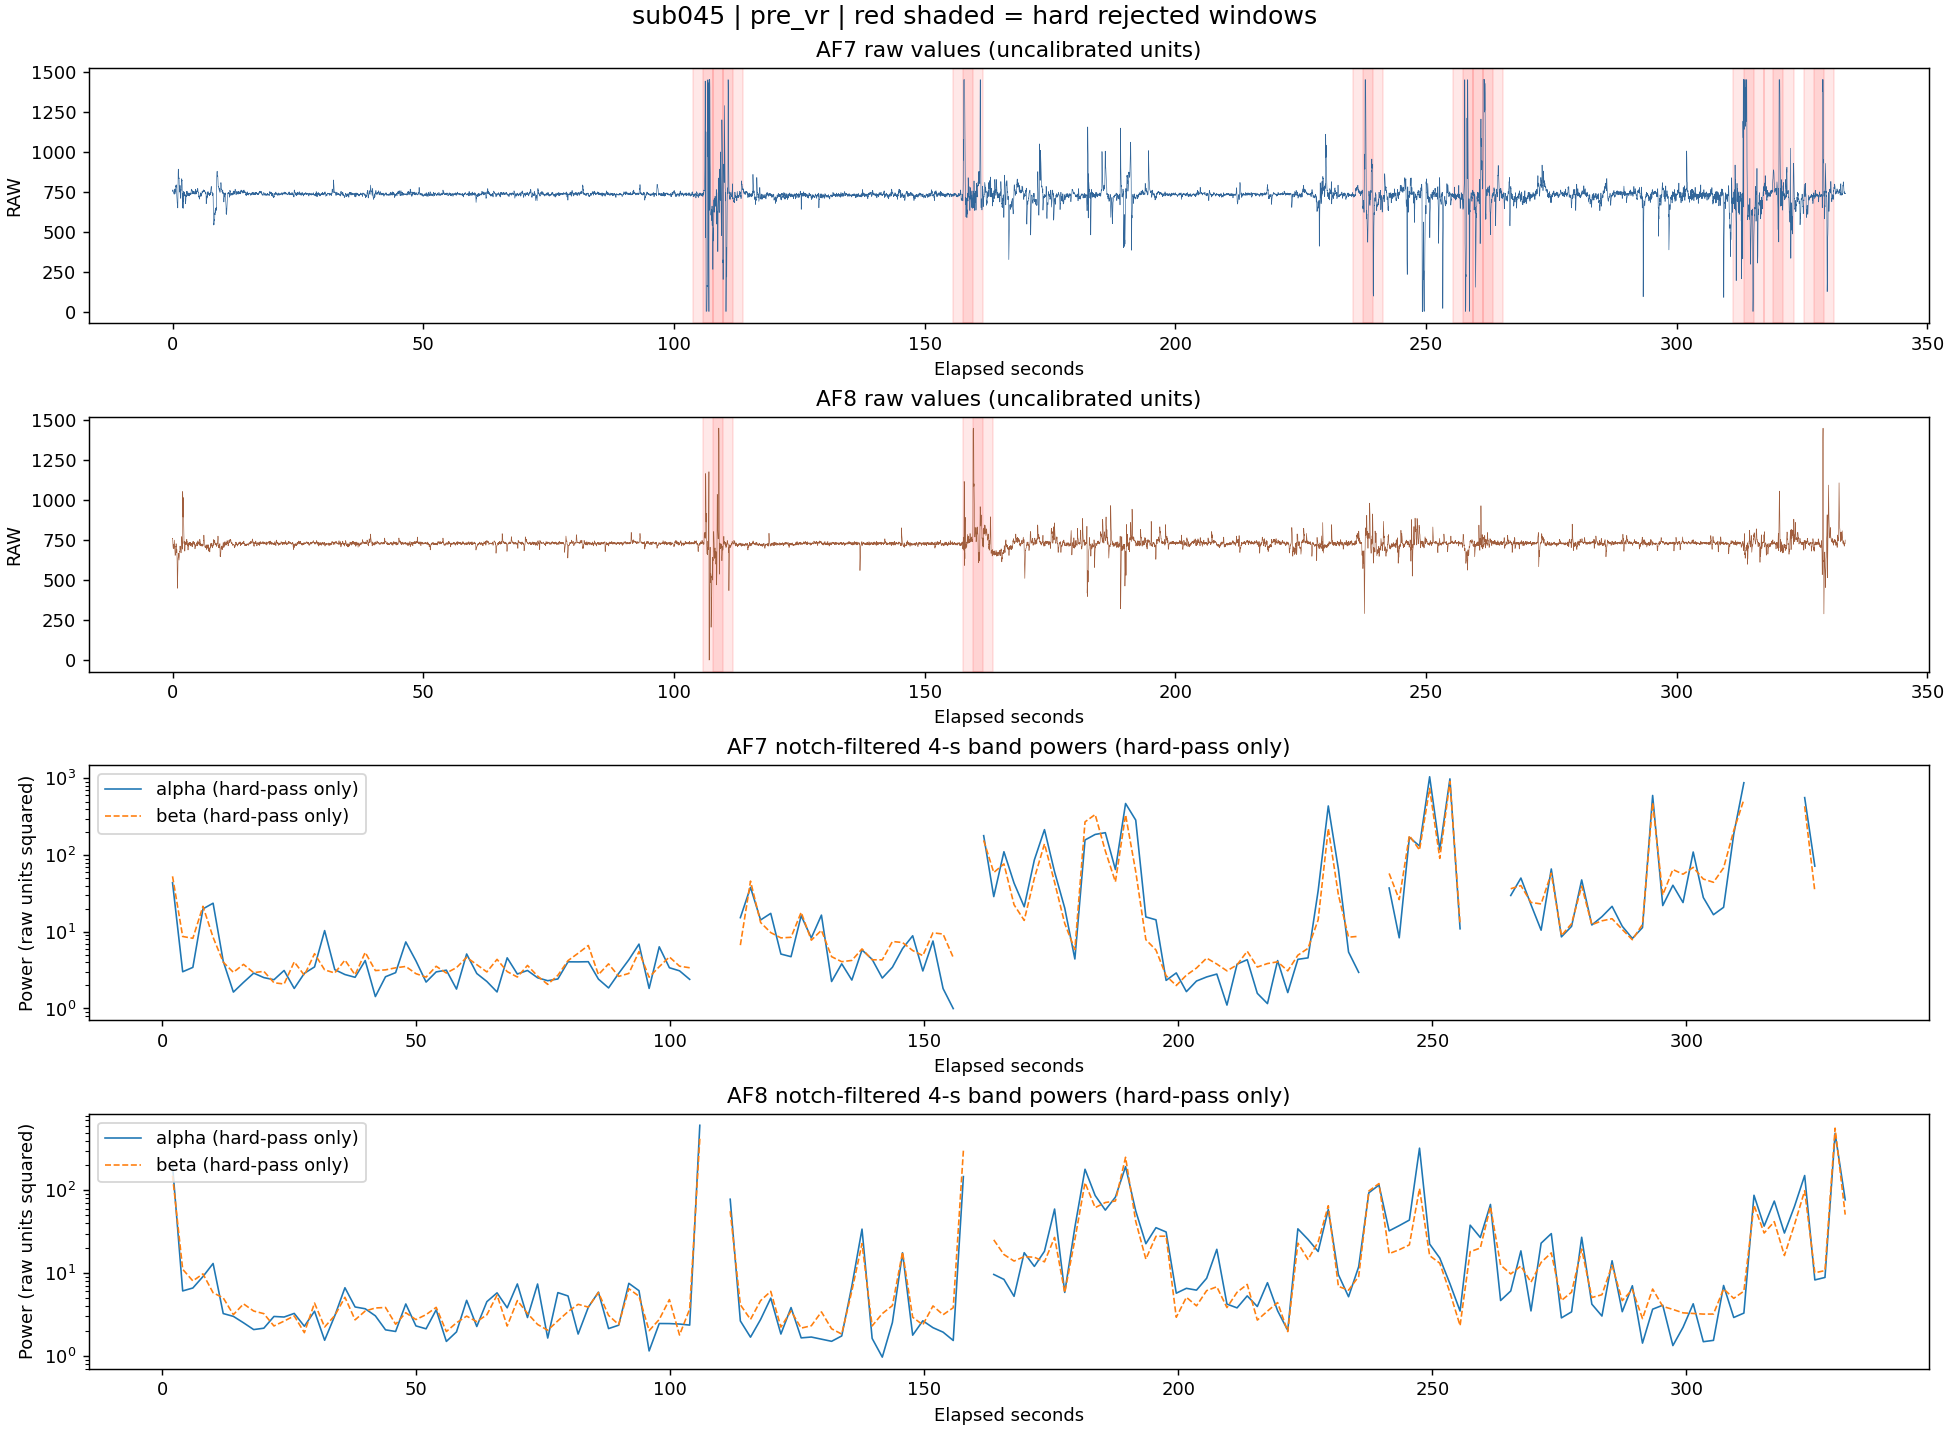 sub045 | pre_vr | red shaded = hard rejected windows
AF7 raw values (uncalibrated units)
RAW
1500
1250
1000
750
500
250
0
0 50 100 150 200 250 300 350
Elapsed seconds
AF8 raw values (uncalibrated units)
RAW
1500
1250
1000
750
500
250
0
0 50 100 150 200 250 300 350
Elapsed seconds
AF7 notch-filtered 4-s band powers (hard-pass only)
Power (raw units squared)
10³
10²
10¹
10⁰
alpha (hard-pass only)
beta (hard-pass only)
0 50 100 150 200 250 300
Elapsed seconds
AF8 notch-filtered 4-s band powers (hard-pass only)
Power (raw units squared)
10²
10¹
10⁰
alpha (hard-pass only)
beta (hard-pass only)
0 50 100 150 200 250 300
Elapsed seconds